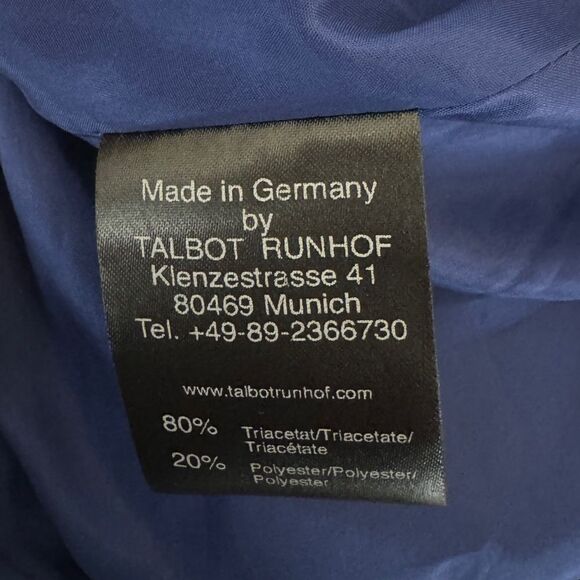 Made in Germany
by
TALBOT RUNHOF
Klenzestrasse 41
80469 Munich
Tel. +49-89-2366730
www.talbotrunhof.com
80% Triacetat/Triacetate/
Triacétate
20% Polyester/Polyester/
Polyester